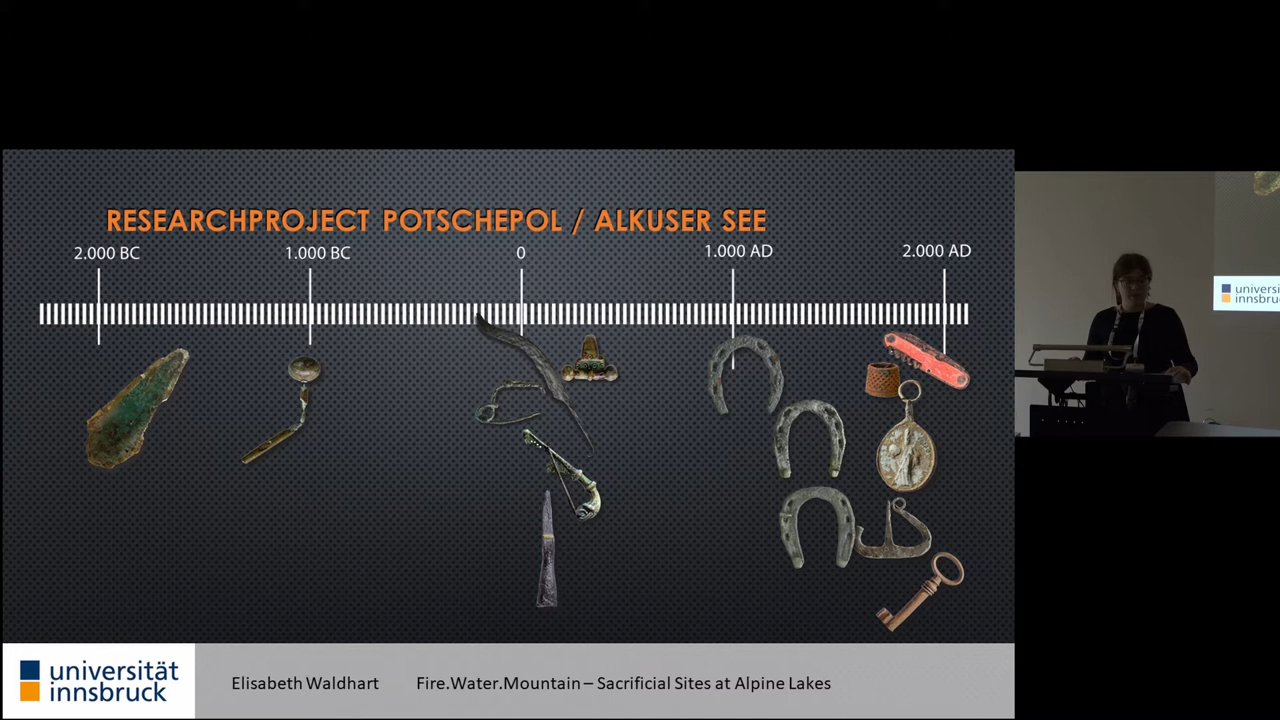 RESEARCHPROJECT POTSCHEPOL / ALKUSER SEE
2.000 BC 1.000 BC 0 1.000 AD 2.000 AD
universität
innsbruck
Elisabeth Waldhart Fire.Water.Mountain – Sacrificial Sites at Alpine Lakes
universi
innsbruc